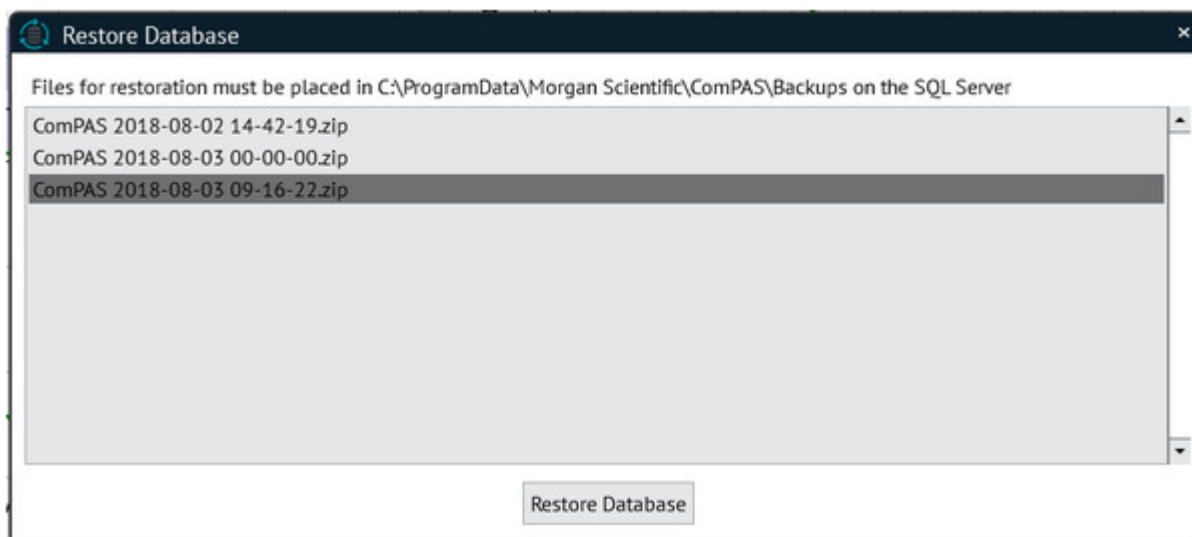 Restore Database
Files for restoration must be placed in C:\ProgramData\Morgan Scientific\ComPAS\Backups on the SQL Server
ComPAS 2018-08-02 14-42-19.zip
ComPAS 2018-08-03 00-00-00.zip
ComPAS 2018-08-03 09-16-22.zip
Restore Database